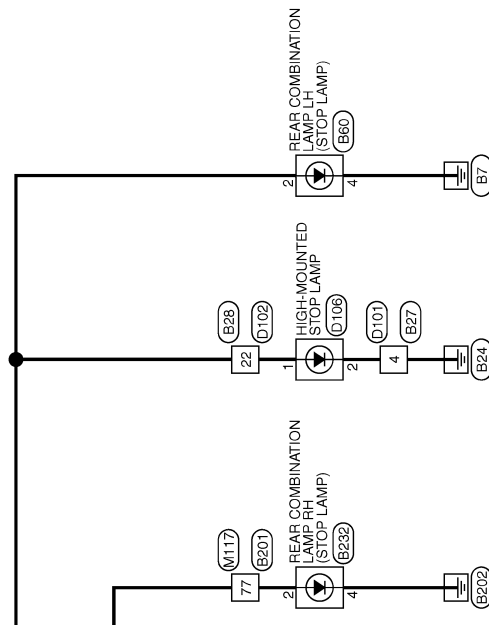 REAR COMBINATION
LAMP LH
(STOP LAMP)
B60
2
4
B7
B28
D102
22
HIGH-MOUNTED
STOP LAMP
D106
1
2
D101
B27
4
B24
M117
B201
77
REAR COMBINATION
LAMP RH
(STOP LAMP)
B232
2
4
B202